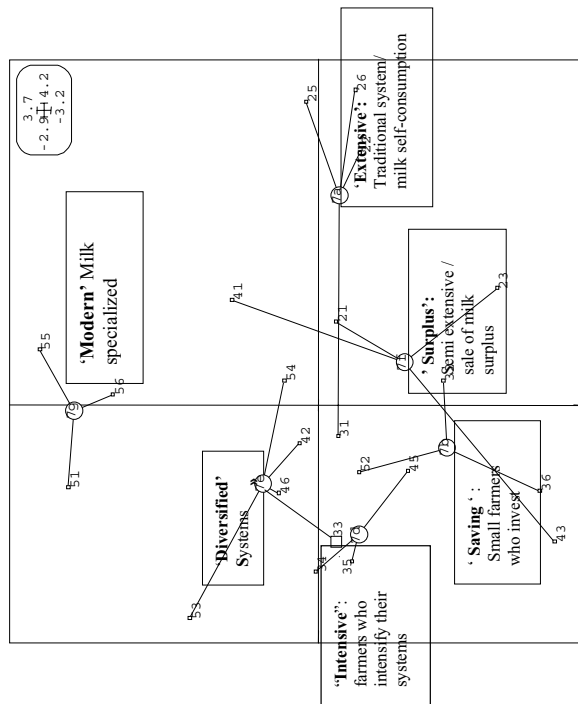 3.7
-2.9 4.2
-3.2
25
26
22
'Extensive':
Traditional system/
milk self-consumption
7a
'Modern' Milk
specialized
41
21
23
55
56
51
' Surplus':
Semi extensive /
sale of milk
surplus
54
42
31
52
45
46
'Diversified'
Systems
36
43
' Saving ' :
Small farmers
who invest
33
34
35
53
"Intensive":
farmers who
intensify their
systems